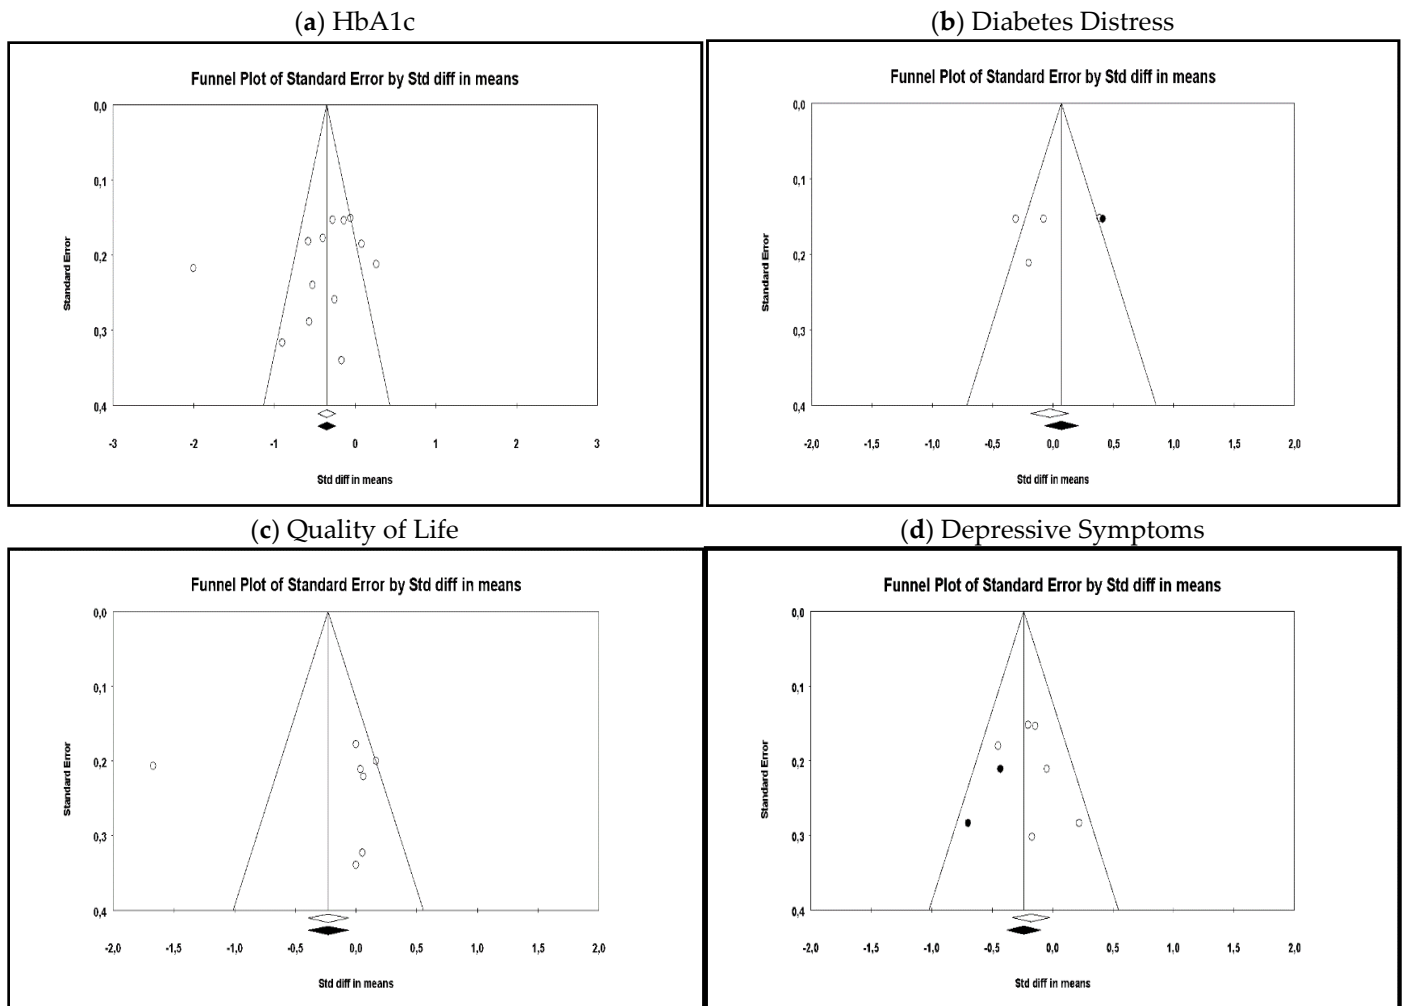 (a) HbA1c
Funnel Plot of Standard Error by Std diff in means
0,0
0,1
0,2
0,3
0,4
Standard Error
-3 -2 -1 0 1 2 3
Std diff in means
(b) Diabetes Distress
Funnel Plot of Standard Error by Std diff in means
0,0
0,1
0,2
0,3
0,4
Standard Error
-2,0 -1,5 -1,0 -0,5 0,0 0,5 1,0 1,5 2,0
Std diff in means
(c) Quality of Life
Funnel Plot of Standard Error by Std diff in means
0,0
0,1
0,2
0,3
0,4
Standard Error
-2,0 -1,5 -1,0 -0,5 0,0 0,5 1,0 1,5 2,0
Std diff in means
(d) Depressive Symptoms
Funnel Plot of Standard Error by Std diff in means
0,0
0,1
0,2
0,3
0,4
Standard Error
-2,0 -1,5 -1,0 -0,5 0,0 0,5 1,0 1,5 2,0
Std diff in means